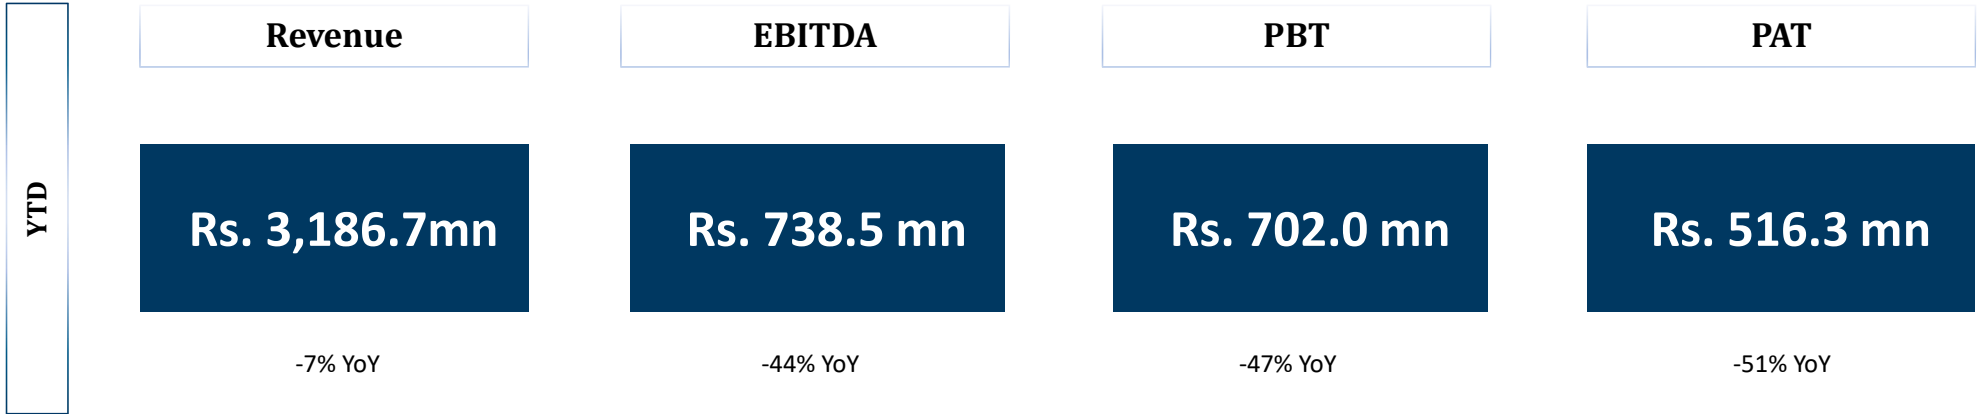 YTD
Revenue
EBITDA
PBT
PAT
Rs. 3,186.7mn
Rs. 738.5 mn
Rs. 702.0 mn
Rs. 516.3 mn
-7% YoY
-44% YoY
-47% YoY
-51% YoY